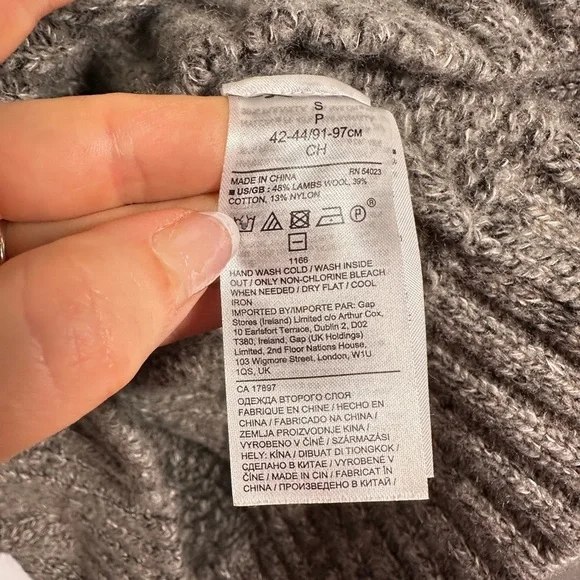 S
P
42-44/91-97CM
CH
MADE IN CHINA RN 54023
■ US/GB : 48% LAMBS WOOL, 39%
COTTON, 13% NYLON
P®
1166
HAND WASH COLD / WASH INSIDE
OUT / ONLY NON-CHLORINE BLEACH
WHEN NEEDED / DRY FLAT / COOL
IRON
IMPORTED BY/IMPORTE PAR: Gap
Stores (Ireland) Limited c/o Arthur Cox,
10 Earlsfort Terrace, Dublin 2, D02
T380, Ireland, Gap (UK Holdings)
Limited, 2nd Floor Nations House,
103 Wigmore Street, London, W1U
1QS, UK
CA 17897
ОДЕЖДА ВТОРОГО СЛОЯ
FABRIQUE EN CHINE / HECHO EN
CHINA / FABRICADO NA CHINA /
ZEMLJA PROIZVODNJE KINA /
VYROBENO V ČÍNĚ / SZÁRMAZÁSI
HELY: KÍNA / DIBUAT DI TIONGKOK /
СДЕЛАНО В КИТАЕ / VYROBENÉ V
ČÍNE / MADE IN CIN / FABRICAT ÎN
CHINA / ПРОИЗВЕДЕНО В КИТАЙ /